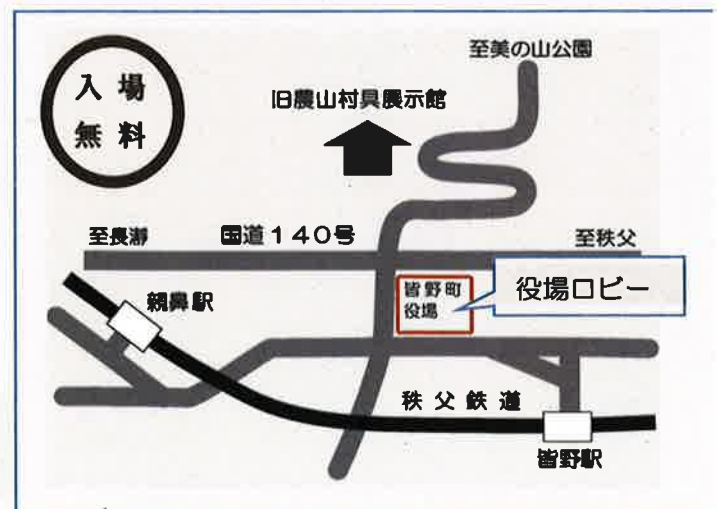 至美の山公園
入場
無料
旧農山村具展示館
至長瀞
国道140号
至秩父
親鼻駅
皆野町
役場
役場ロビー
秩父鉄道
皆野駅